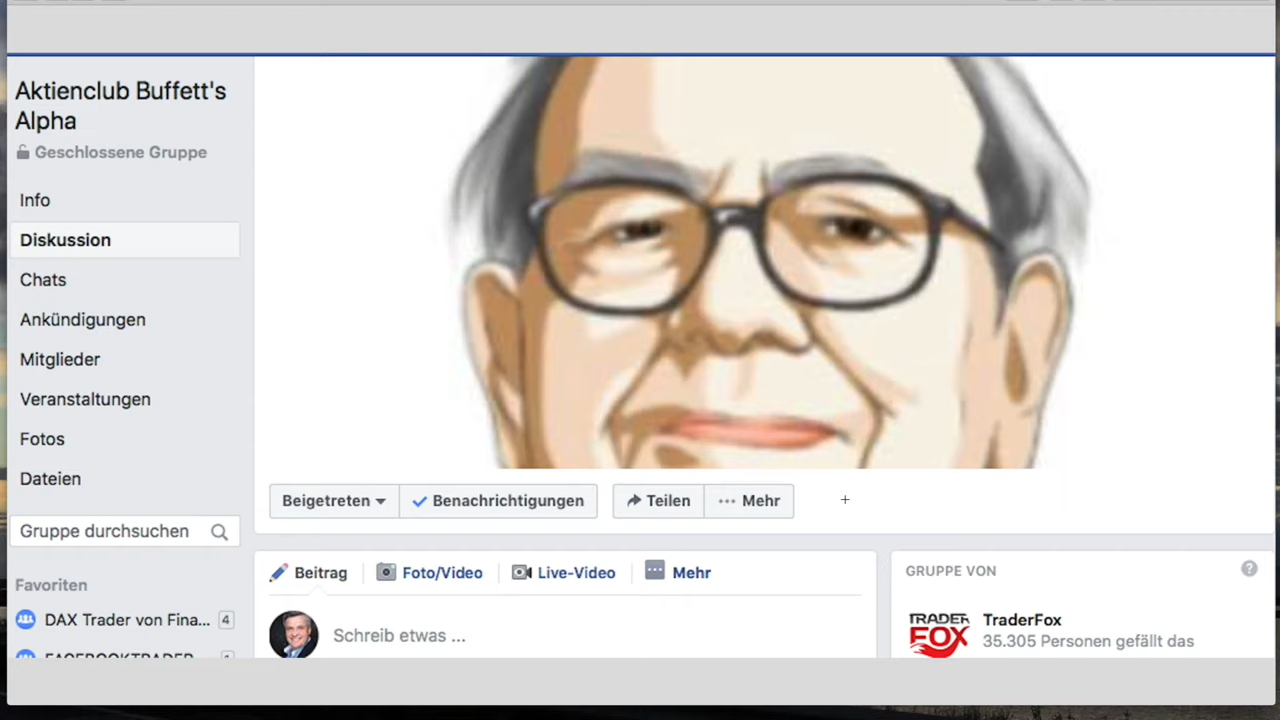 Aktienclub Buffett's
Alpha
Geschlossene Gruppe
Info
Diskussion
Chats
Ankündigungen
Mitglieder
Veranstaltungen
Fotos
Dateien
Gruppe durchsuchen
Favoriten
DAX Trader von Fina... 4
FACEBOOKTRADER
Beigetreten Benachrichtigungen Teilen ··· Mehr
Beitrag Foto/Video Live-Video Mehr
Schreib etwas ...
GRUPPE VON ?
TRADER
FOX
TraderFox
35.305 Personen gefällt das